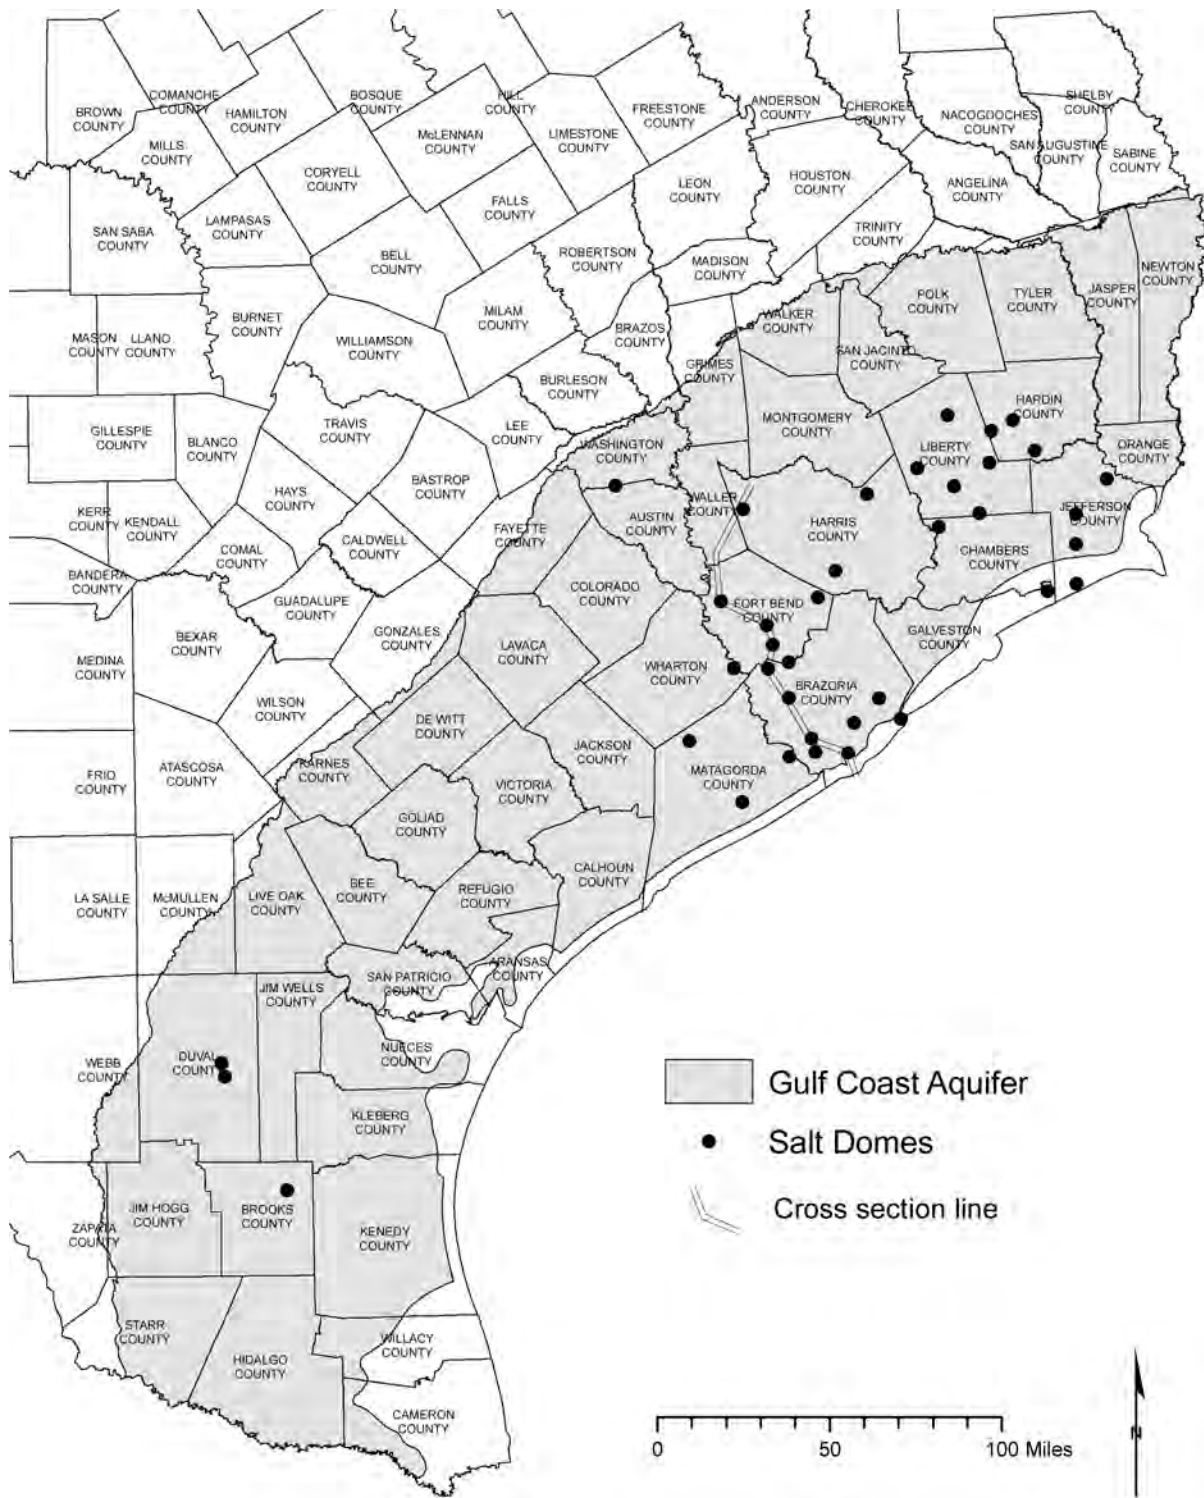 COMANCHE
COUNTY
BROWN
COUNTY
HAMILTON
COUNTY
BOSQUE
COUNTY
HILL
COUNTY
McLENNAN
COUNTY
LIMESTONE
COUNTY
FREESTONE
COUNTY
ANDERSON
COUNTY
CHEROKEE
COUNTY
NACOGDOCHES
COUNTY
SHELBY
COUNTY
SAN AUGUSTINE
COUNTY
SABINE
COUNTY
MILLS
COUNTY
CORYELL
COUNTY
FALLS
COUNTY
LEON
COUNTY
HOUSTON
COUNTY
ANGELINA
COUNTY
SAN SABA
COUNTY
LAMPASAS
COUNTY
BELL
COUNTY
ROBERTSON
COUNTY
MADISON
COUNTY
TRINITY
COUNTY
MASON
COUNTY
LLANO
COUNTY
BURNET
COUNTY
WILLIAMSON
COUNTY
MILAM
COUNTY
BRAZOS
COUNTY
WALKER
COUNTY
POLK
COUNTY
TYLER
COUNTY
JASPER
COUNTY
NEWTON
COUNTY
GRIMES
COUNTY
SAN JACINTO
COUNTY
BURLESON
COUNTY
HARDIN
COUNTY
GILLESPIE
COUNTY
BLANCO
COUNTY
TRAVIS
COUNTY
LEE
COUNTY
WASHINGTON
COUNTY
MONTGOMERY
COUNTY
LIBERTY
COUNTY
ORANGE
COUNTY
KERR
COUNTY
KENDALL
COUNTY
HAYS
COUNTY
BASTROP
COUNTY
FAYETTE
COUNTY
AUSTIN
COUNTY
WALLER
COUNTY
HARRIS
COUNTY
JEFFERSON
COUNTY
CHAMBERS
COUNTY
COMAL
COUNTY
CALDWELL
COUNTY
BANDERA
COUNTY
GUADALUPE
COUNTY
COLORADO
COUNTY
FORT BEND
COUNTY
GALVESTON
COUNTY
BEXAR
COUNTY
GONZALES
COUNTY
LAVACA
COUNTY
WHARTON
COUNTY
BRAZORIA
COUNTY
MEDINA
COUNTY
WILSON
COUNTY
DE WITT
COUNTY
JACKSON
COUNTY
MATAGORDA
COUNTY
FRIO
COUNTY
ATASCOSA
COUNTY
KARNES
COUNTY
VICTORIA
COUNTY
GOLIAD
COUNTY
CALHOUN
COUNTY
LA SALLE
COUNTY
McMULLEN
COUNTY
LIVE OAK
COUNTY
BEE
COUNTY
REFUGIO
COUNTY
ARANSAS
COUNTY
SAN PATRICIO
COUNTY
JIM WELLS
COUNTY
WEBB
COUNTY
DUVAL
COUNTY
NUECES
COUNTY
KLEBERG
COUNTY
ZAPATA
COUNTY
JIM HOGG
COUNTY
BROOKS
COUNTY
KENEDY
COUNTY
STARR
COUNTY
HIDALGO
COUNTY
WILLACY
COUNTY
CAMERON
COUNTY
Gulf Coast Aquifer
Salt Domes
Cross section line
0 50 100 Miles
N